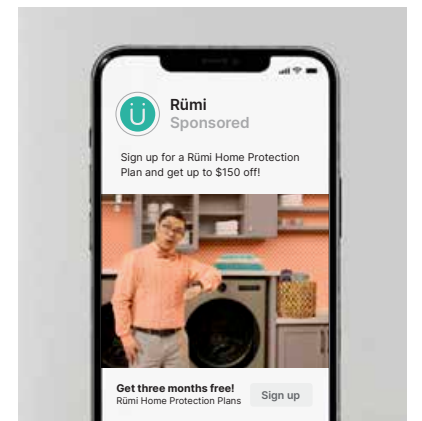 Ü
Rümi
Sponsored
Sign up for a Rümi Home Protection
Plan and get up to $150 off!
Get three months free!
Rümi Home Protection Plans
Sign up